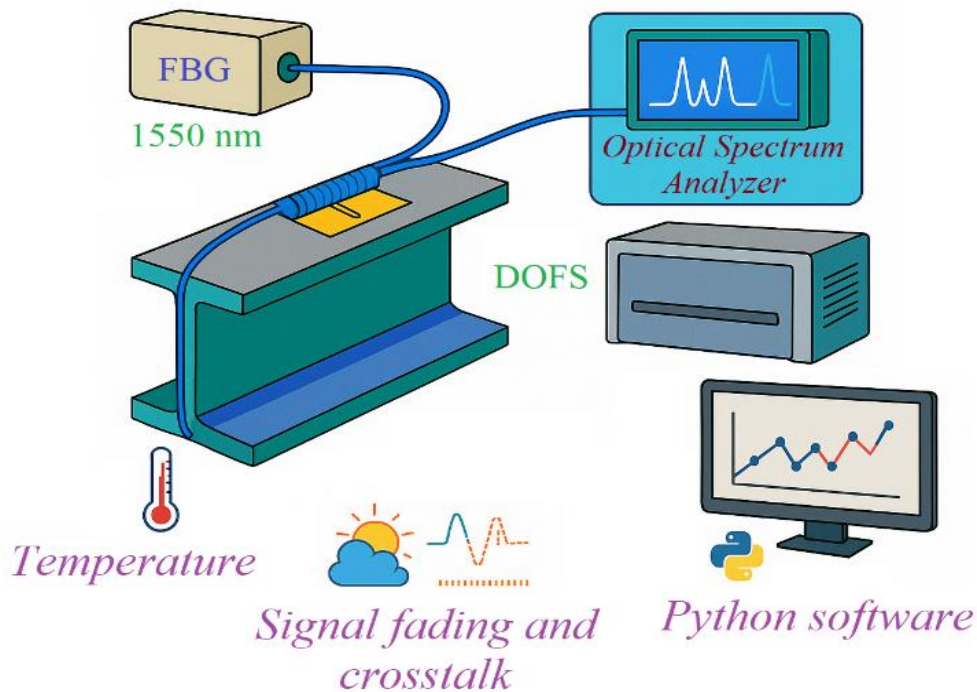 FBG
1550 nm
Optical Spectrum
Analyzer
DOFS
Temperature
Signal fading and
crosstalk
Python software